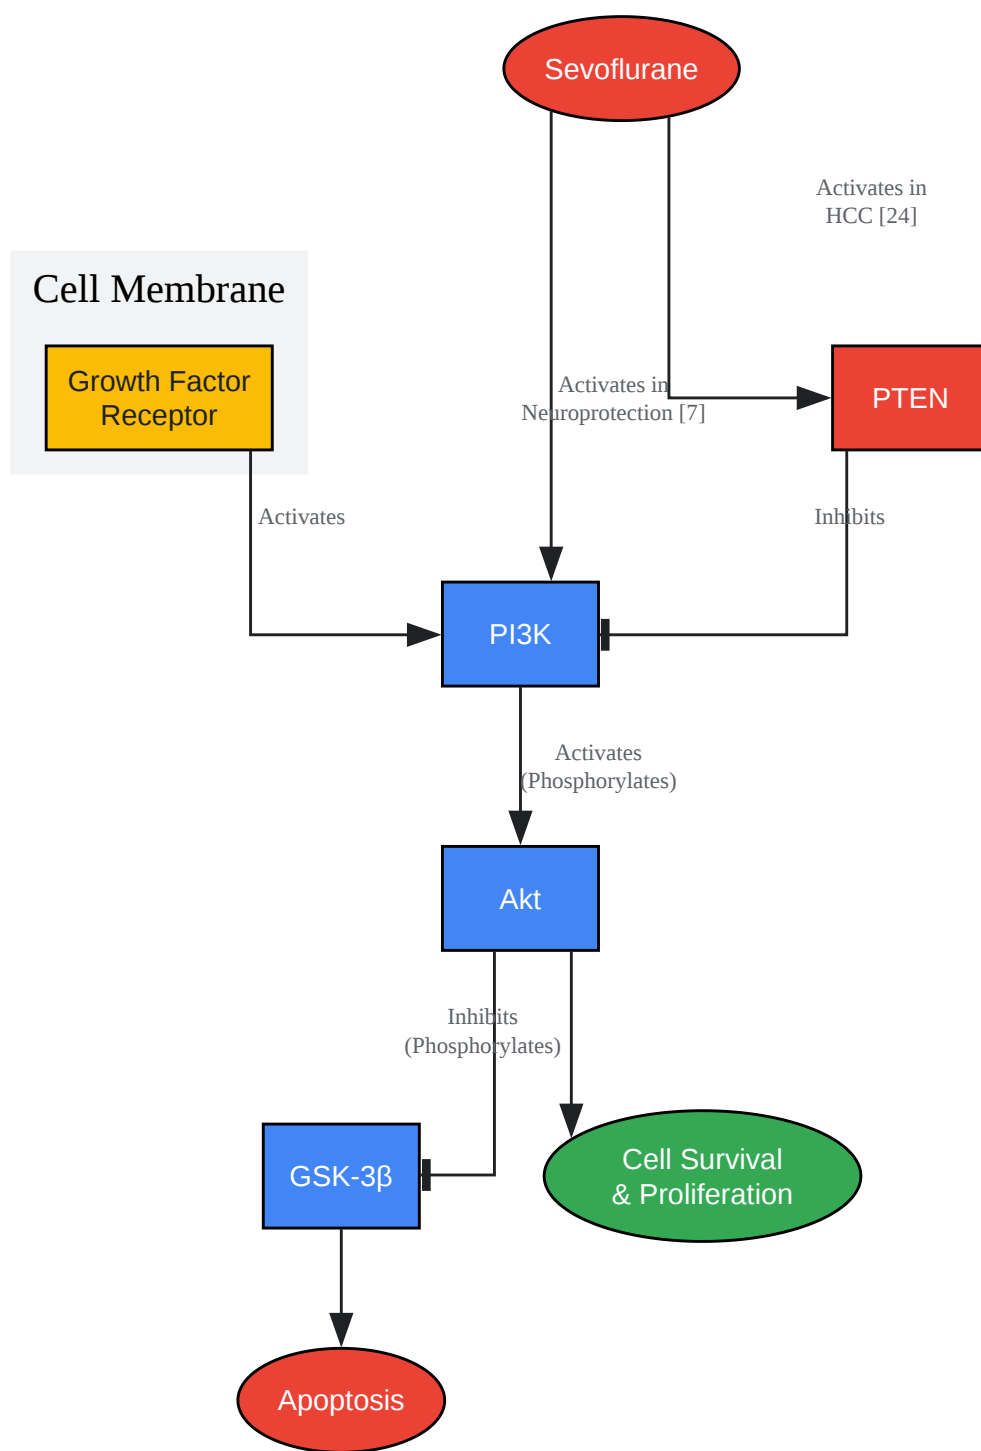 Sevoflurane
Activates in
HCC [24]
Cell Membrane
Growth Factor
Receptor
Activates in
Neuroprotection [7]
PTEN
Activates
Inhibits
PI3K
Activates
(Phosphorylates)
Akt
Inhibits
(Phosphorylates)
GSK-3β
Cell Survival
& Proliferation
Apoptosis